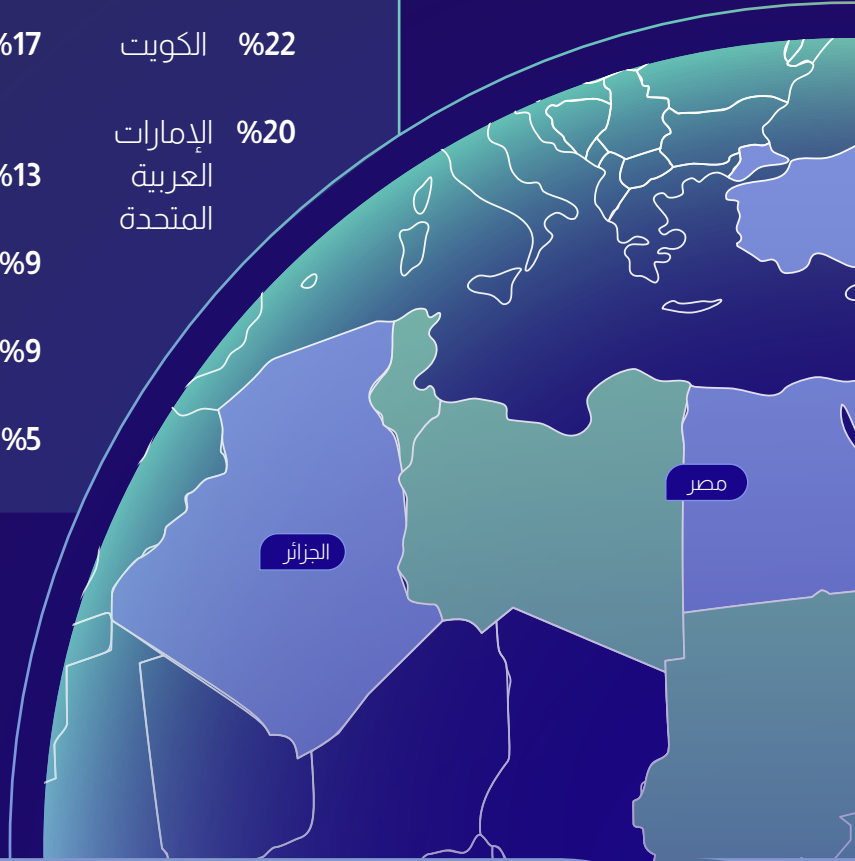 %22 الكويت
%17
%20 الإمارات
العربية
%13
المتحدة
%9
%9
%5
مصر
الجزائر